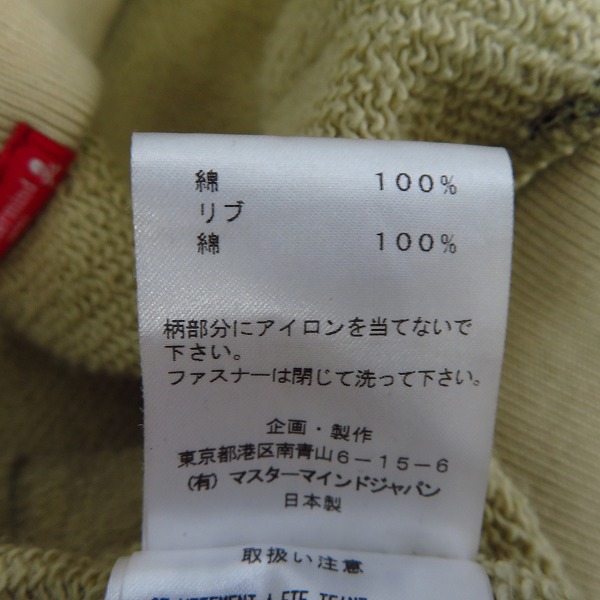 綿 100%
リブ
綿 100%
柄部分にアイロンを当てないで
下さい。
ファスナーは閉じて洗って下さい。
企画・製作
東京都港区南青山6-15-6
(有) マスターマインドジャパン
日本製
取扱い注意